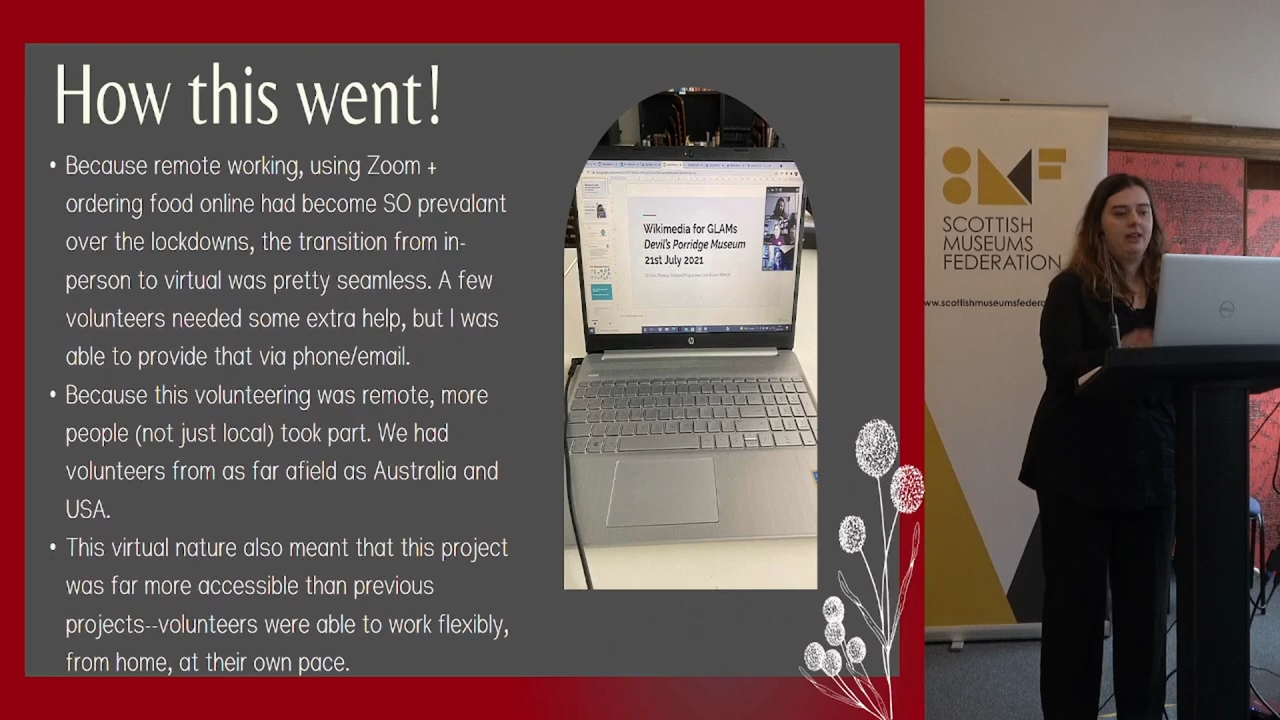 How this went!
• Because remote working, using Zoom +
ordering food online had become SO prevalant
over the lockdowns, the transition from in-
person to virtual was pretty seamless. A few
volunteers needed some extra help, but I was
able to provide that via phone/email.
• Because this volunteering was remote, more
people (not just local) took part. We had
volunteers from as far afield as Australia and
USA.
• This virtual nature also meant that this project
was far more accessible than previous
projects--volunteers were able to work flexibly,
from home, at their own pace.
Wikimedia for GLAMs
Devil's Porridge Museum
21st July 2021
hp
SMF
SCOTTISH
MUSEUMS
FEDERATION
DELL